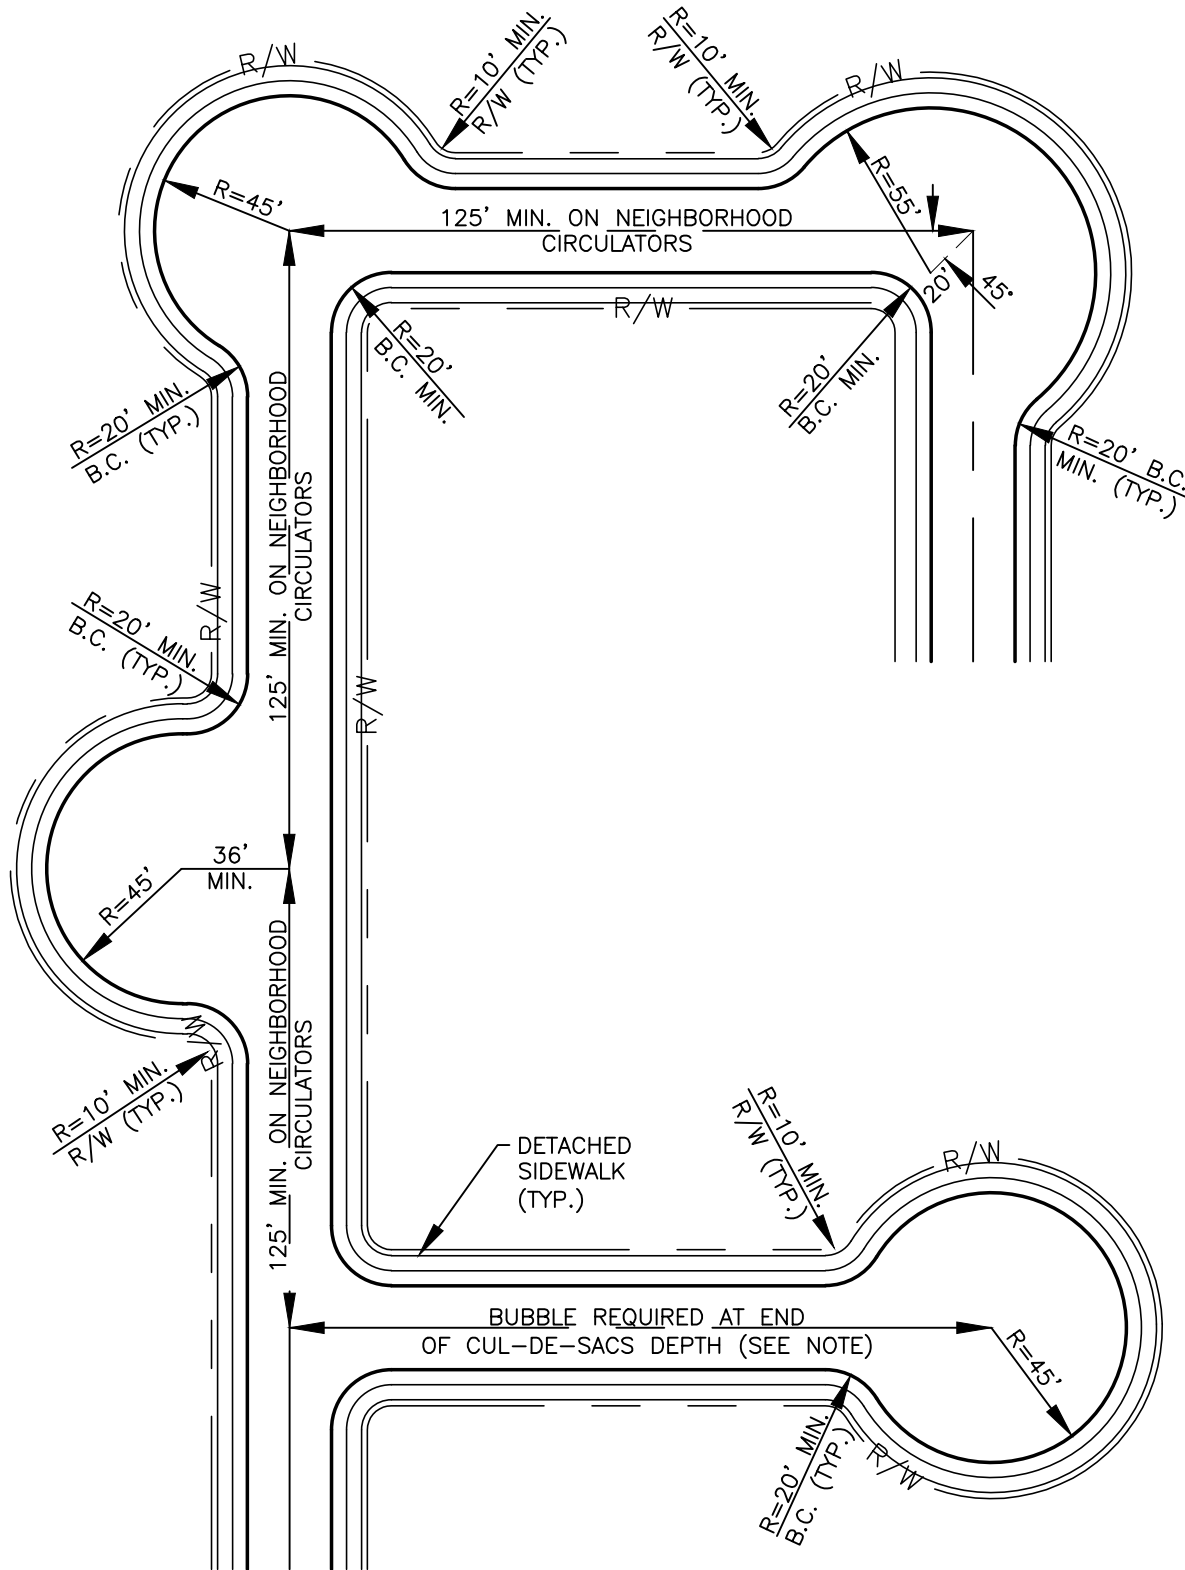 R/W
R=10' MIN.
R/W (TYP.)
R=10' MIN.
R/W (TYP.)
R/W
R=45'
125' MIN. ON NEIGHBORHOOD
CIRCULATORS
R=55'
20'
45°
R/W
R=20'
B.C. MIN.
R=20'
B.C. MIN.
R=20' MIN.
B.C. (TYP.)
R=20' B.C.
MIN. (TYP.)
125' MIN. ON NEIGHBORHOOD
CIRCULATORS
R/W
R=20' MIN.
B.C. (TYP.)
R/W
36'
MIN.
R=45'
125' MIN. ON NEIGHBORHOOD
CIRCULATORS
R/W
R=10' MIN.
R/W (TYP.)
DETACHED
SIDEWALK
(TYP.)
R=10' MIN.
R/W (TYP.)
R/W
BUBBLE REQUIRED AT END
OF CUL-DE-SACS DEPTH (SEE NOTE)
R=45'
R=20' MIN.
B.C. (TYP.)
R/W